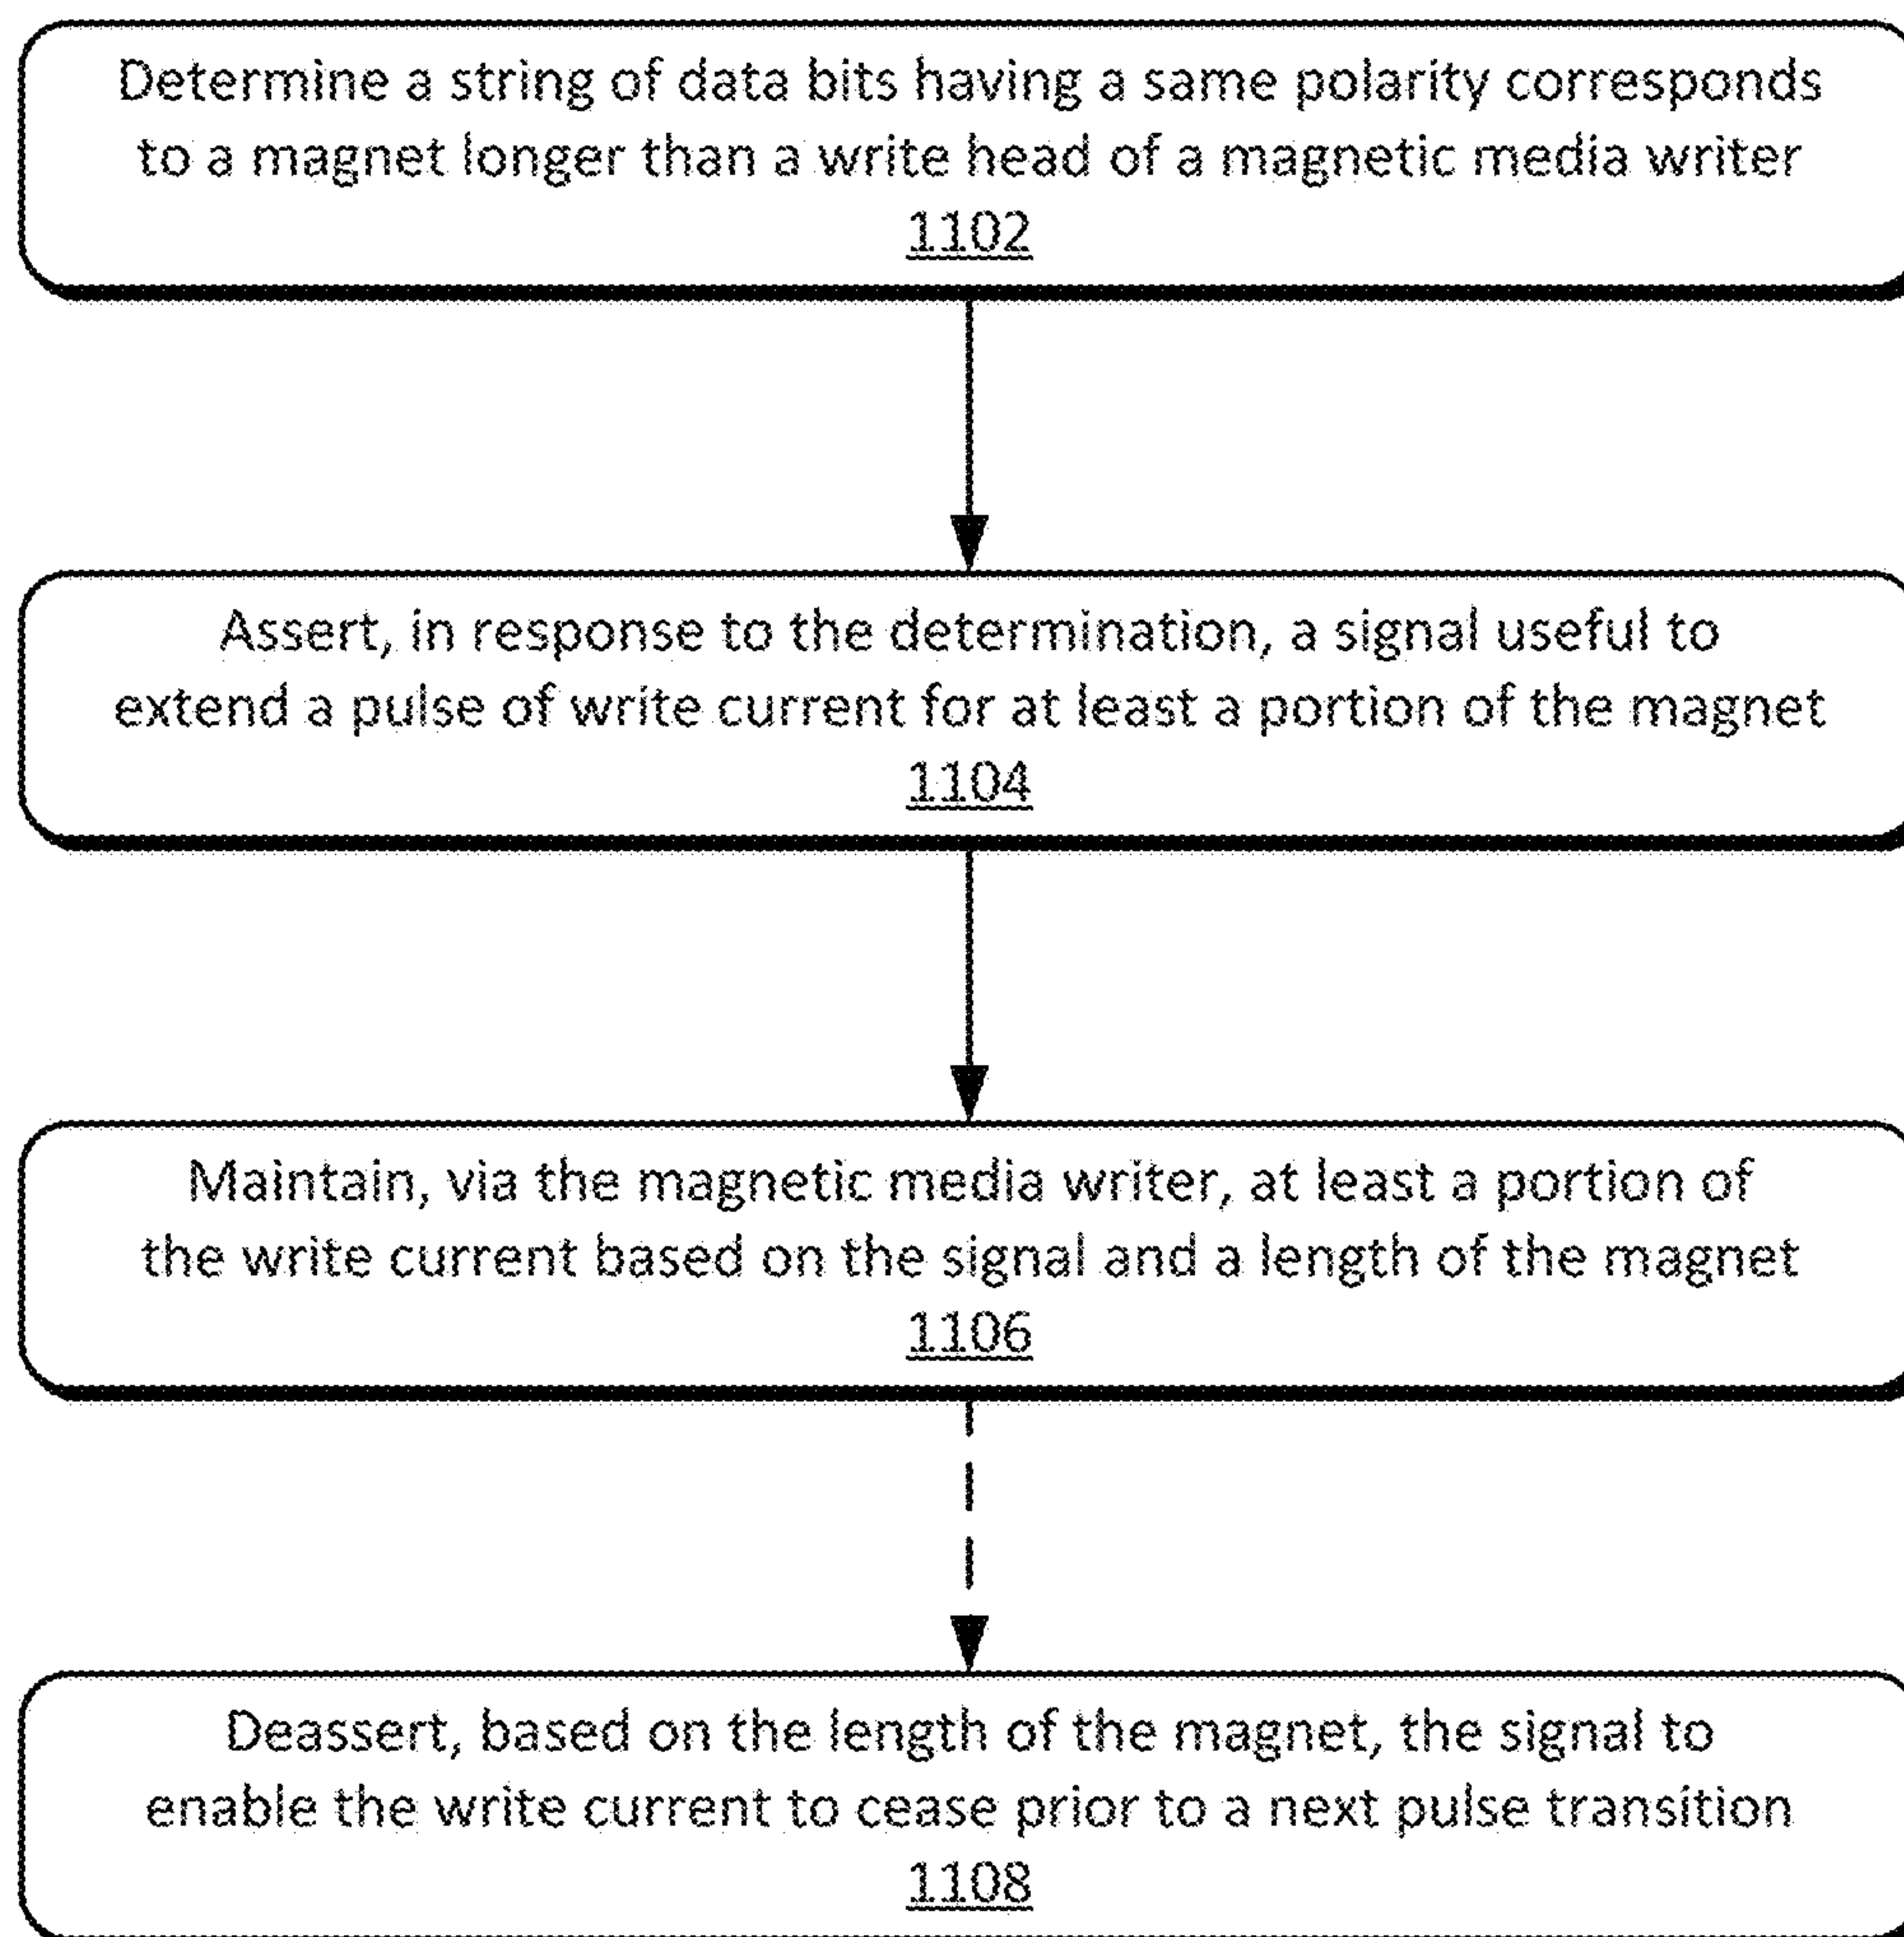 Determine a string of data bits having a same polarity corresponds
to a magnet longer than a write head of a magnetic media writer
1102
Assert, in response to the determination, a signal useful to
extend a pulse of write current for at least a portion of the magnet
1104
Maintain, via the magnetic media writer, at least a portion of
the write current based on the signal and a length of the magnet
1106
Deassert, based on the length of the magnet, the signal to
enable the write current to cease prior to a next pulse transition
1108